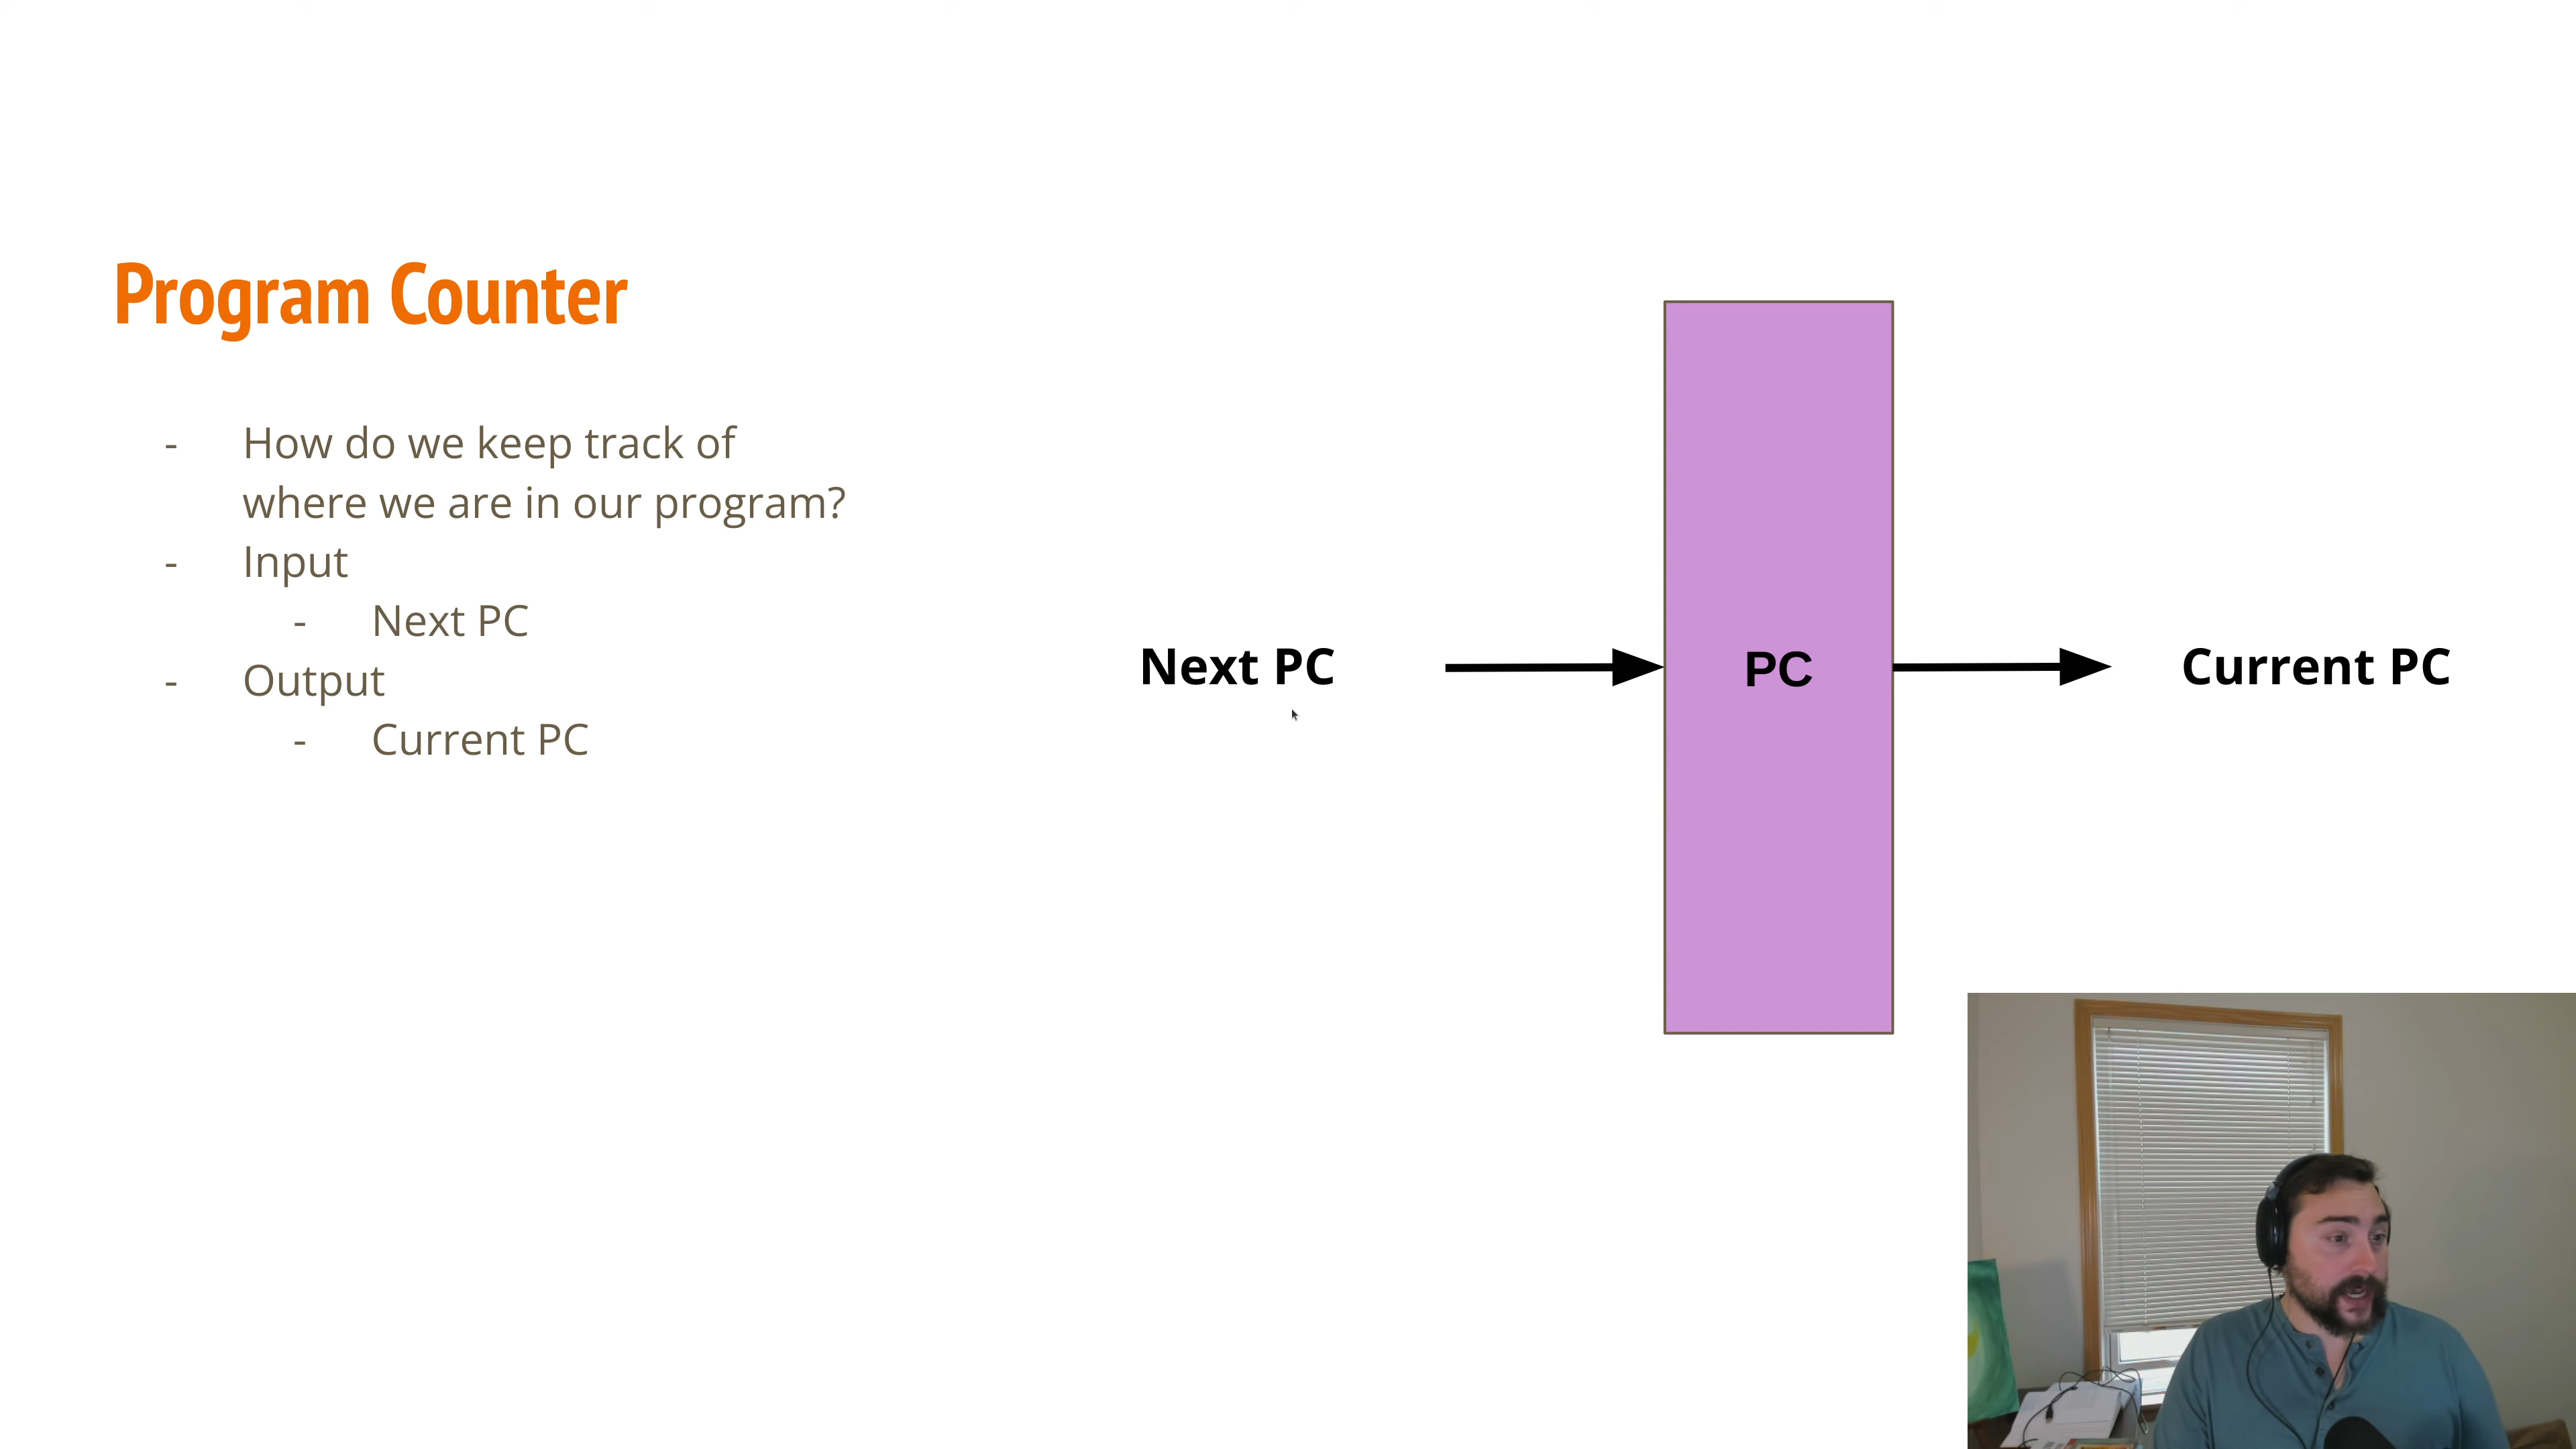 Program Counter
- How do we keep track of
where we are in our program?
- Input
- Next PC
- Output
- Current PC
Next PC
PC
Current PC